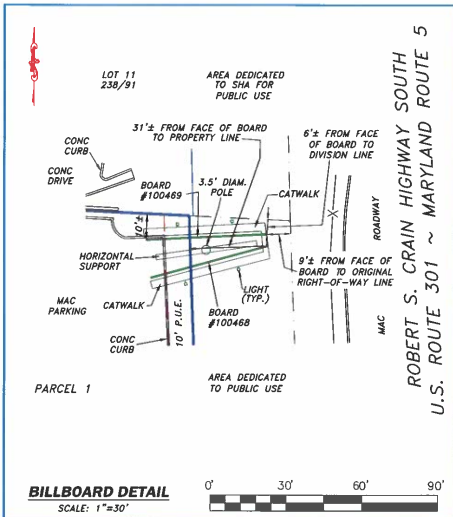 LOT 11
238/91
AREA DEDICATED
TO SHA FOR
PUBLIC USE
31'± FROM FACE OF BOARD
TO PROPERTY LINE
6'± FROM FACE
OF BOARD TO
DIVISION LINE
CONC
CURB
CONC
DRIVE
BOARD
#100469
3.5' DIAM.
POLE
CATWALK
10'±
HORIZONTAL
SUPPORT
9'± FROM FACE OF
BOARD TO ORIGINAL
RIGHT-OF-WAY LINE
ROADWAY
MAC
MAC
PARKING
CATWALK
LIGHT
(TYP.)
BOARD
#100468
10' P.U.E.
CONC
CURB
PARCEL 1
AREA DEDICATED
TO PUBLIC USE
ROBERT S. CRAIN HIGHWAY SOUTH
U.S. ROUTE 301 ~ MARYLAND ROUTE 5
BILLBOARD DETAIL
SCALE: 1"=30'
0' 30' 60' 90'